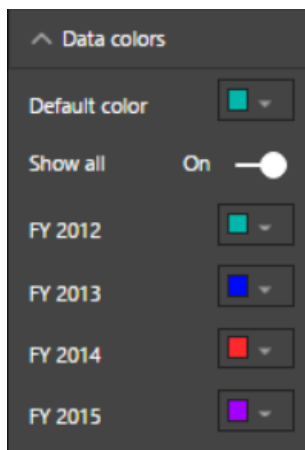 Data colors
Default color
Show all On
FY 2012
FY 2013
FY 2014
FY 2015